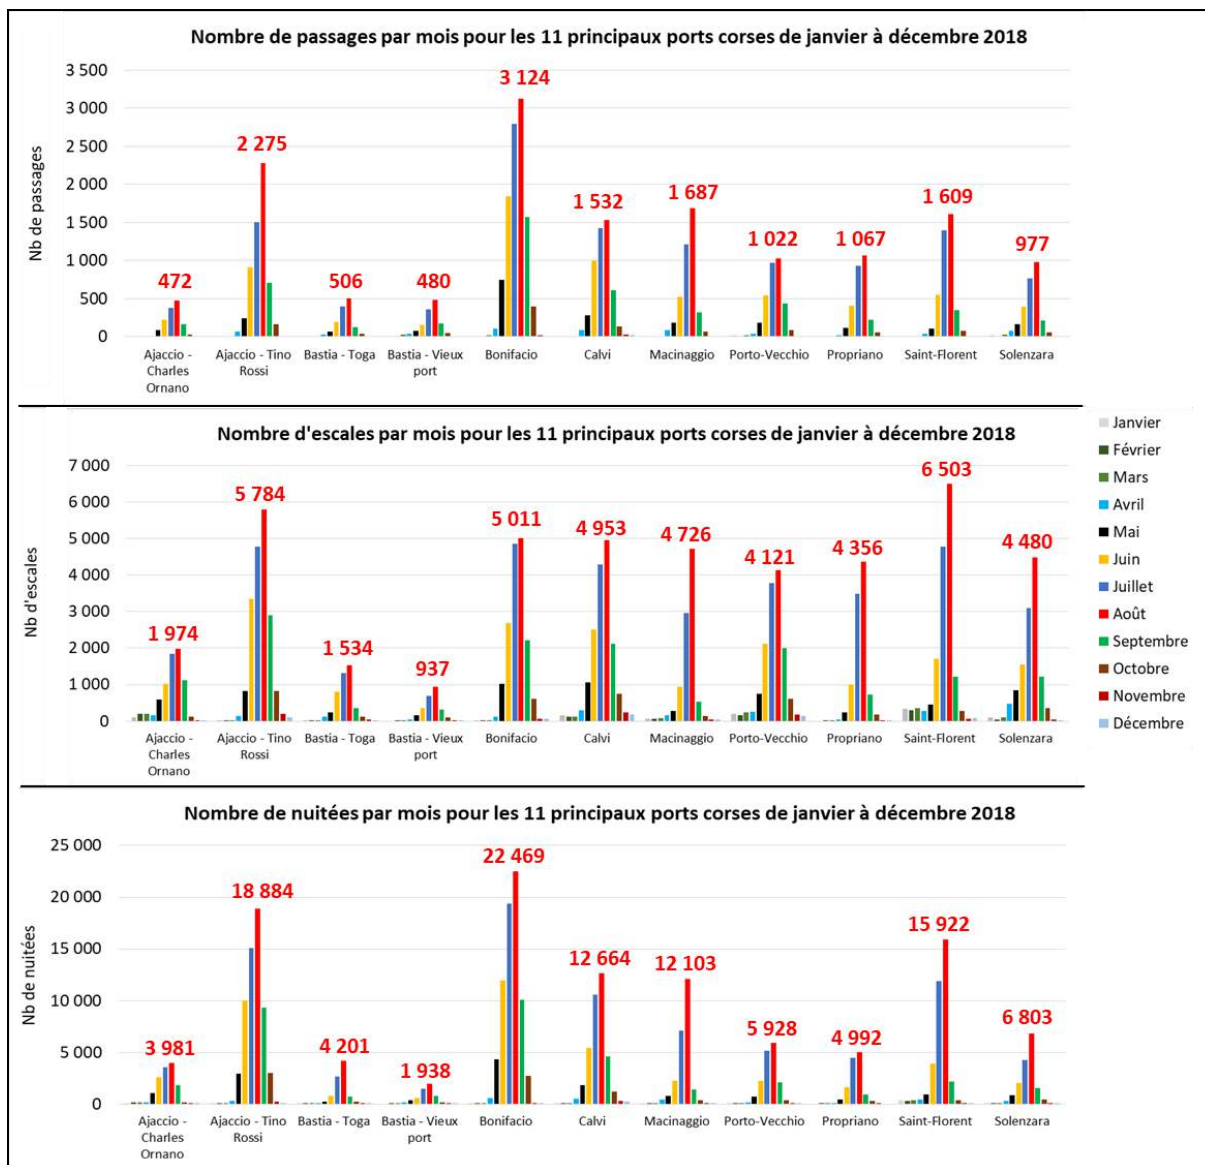 Nombre de passages par mois pour les 11 principaux ports corses de janvier à décembre 2018
Nb de passages
3 500
3 000
2 500
2 000
1 500
1 000
500
0
472
2 275
506
480
3 124
1 532
1 687
1 022
1 067
1 609
977
Ajaccio - Charles Ornano
Ajaccio - Tino Rossi
Bastia - Toga
Bastia - Vieux port
Bonifacio
Calvi
Macinaggio
Porto-Vecchio
Propriano
Saint-Florent
Solenzara
Nombre d'escales par mois pour les 11 principaux ports corses de janvier à décembre 2018
Nb d'escales
7 000
6 000
5 000
4 000
3 000
2 000
1 000
0
1 974
5 784
1 534
937
5 011
4 953
4 726
4 121
4 356
6 503
4 480
Ajaccio - Charles Ornano
Ajaccio - Tino Rossi
Bastia - Toga
Bastia - Vieux port
Bonifacio
Calvi
Macinaggio
Porto-Vecchio
Propriano
Saint-Florent
Solenzara
Janvier
Février
Mars
Avril
Mai
Juin
Juillet
Août
Septembre
Octobre
Novembre
Décembre
Nombre de nuitées par mois pour les 11 principaux ports corses de janvier à décembre 2018
Nb de nuitées
25 000
20 000
15 000
10 000
5 000
0
3 981
18 884
4 201
1 938
22 469
12 664
12 103
5 928
4 992
15 922
6 803
Ajaccio - Charles Ornano
Ajaccio - Tino Rossi
Bastia - Toga
Bastia - Vieux port
Bonifacio
Calvi
Macinaggio
Porto-Vecchio
Propriano
Saint-Florent
Solenzara